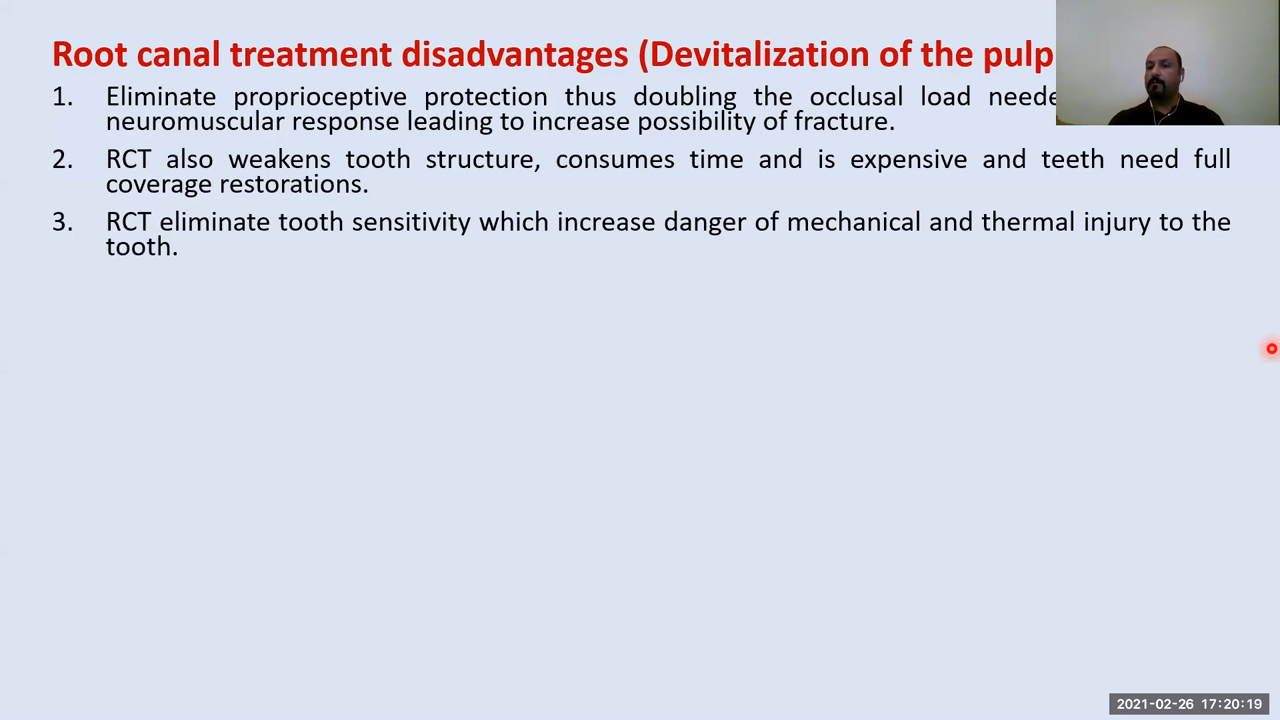 Root canal treatment disadvantages (Devitalization of the pulp
1. Eliminate proprioceptive protection thus doubling the occlusal load
neuromuscular response leading to increase possibility of fracture.
2. RCT also weakens tooth structure, consumes time and is expensive and teeth need full
coverage restorations.
3. RCT eliminate tooth sensitivity which increase danger of mechanical and thermal injury to the
tooth.
2021-02-26 17:20:19